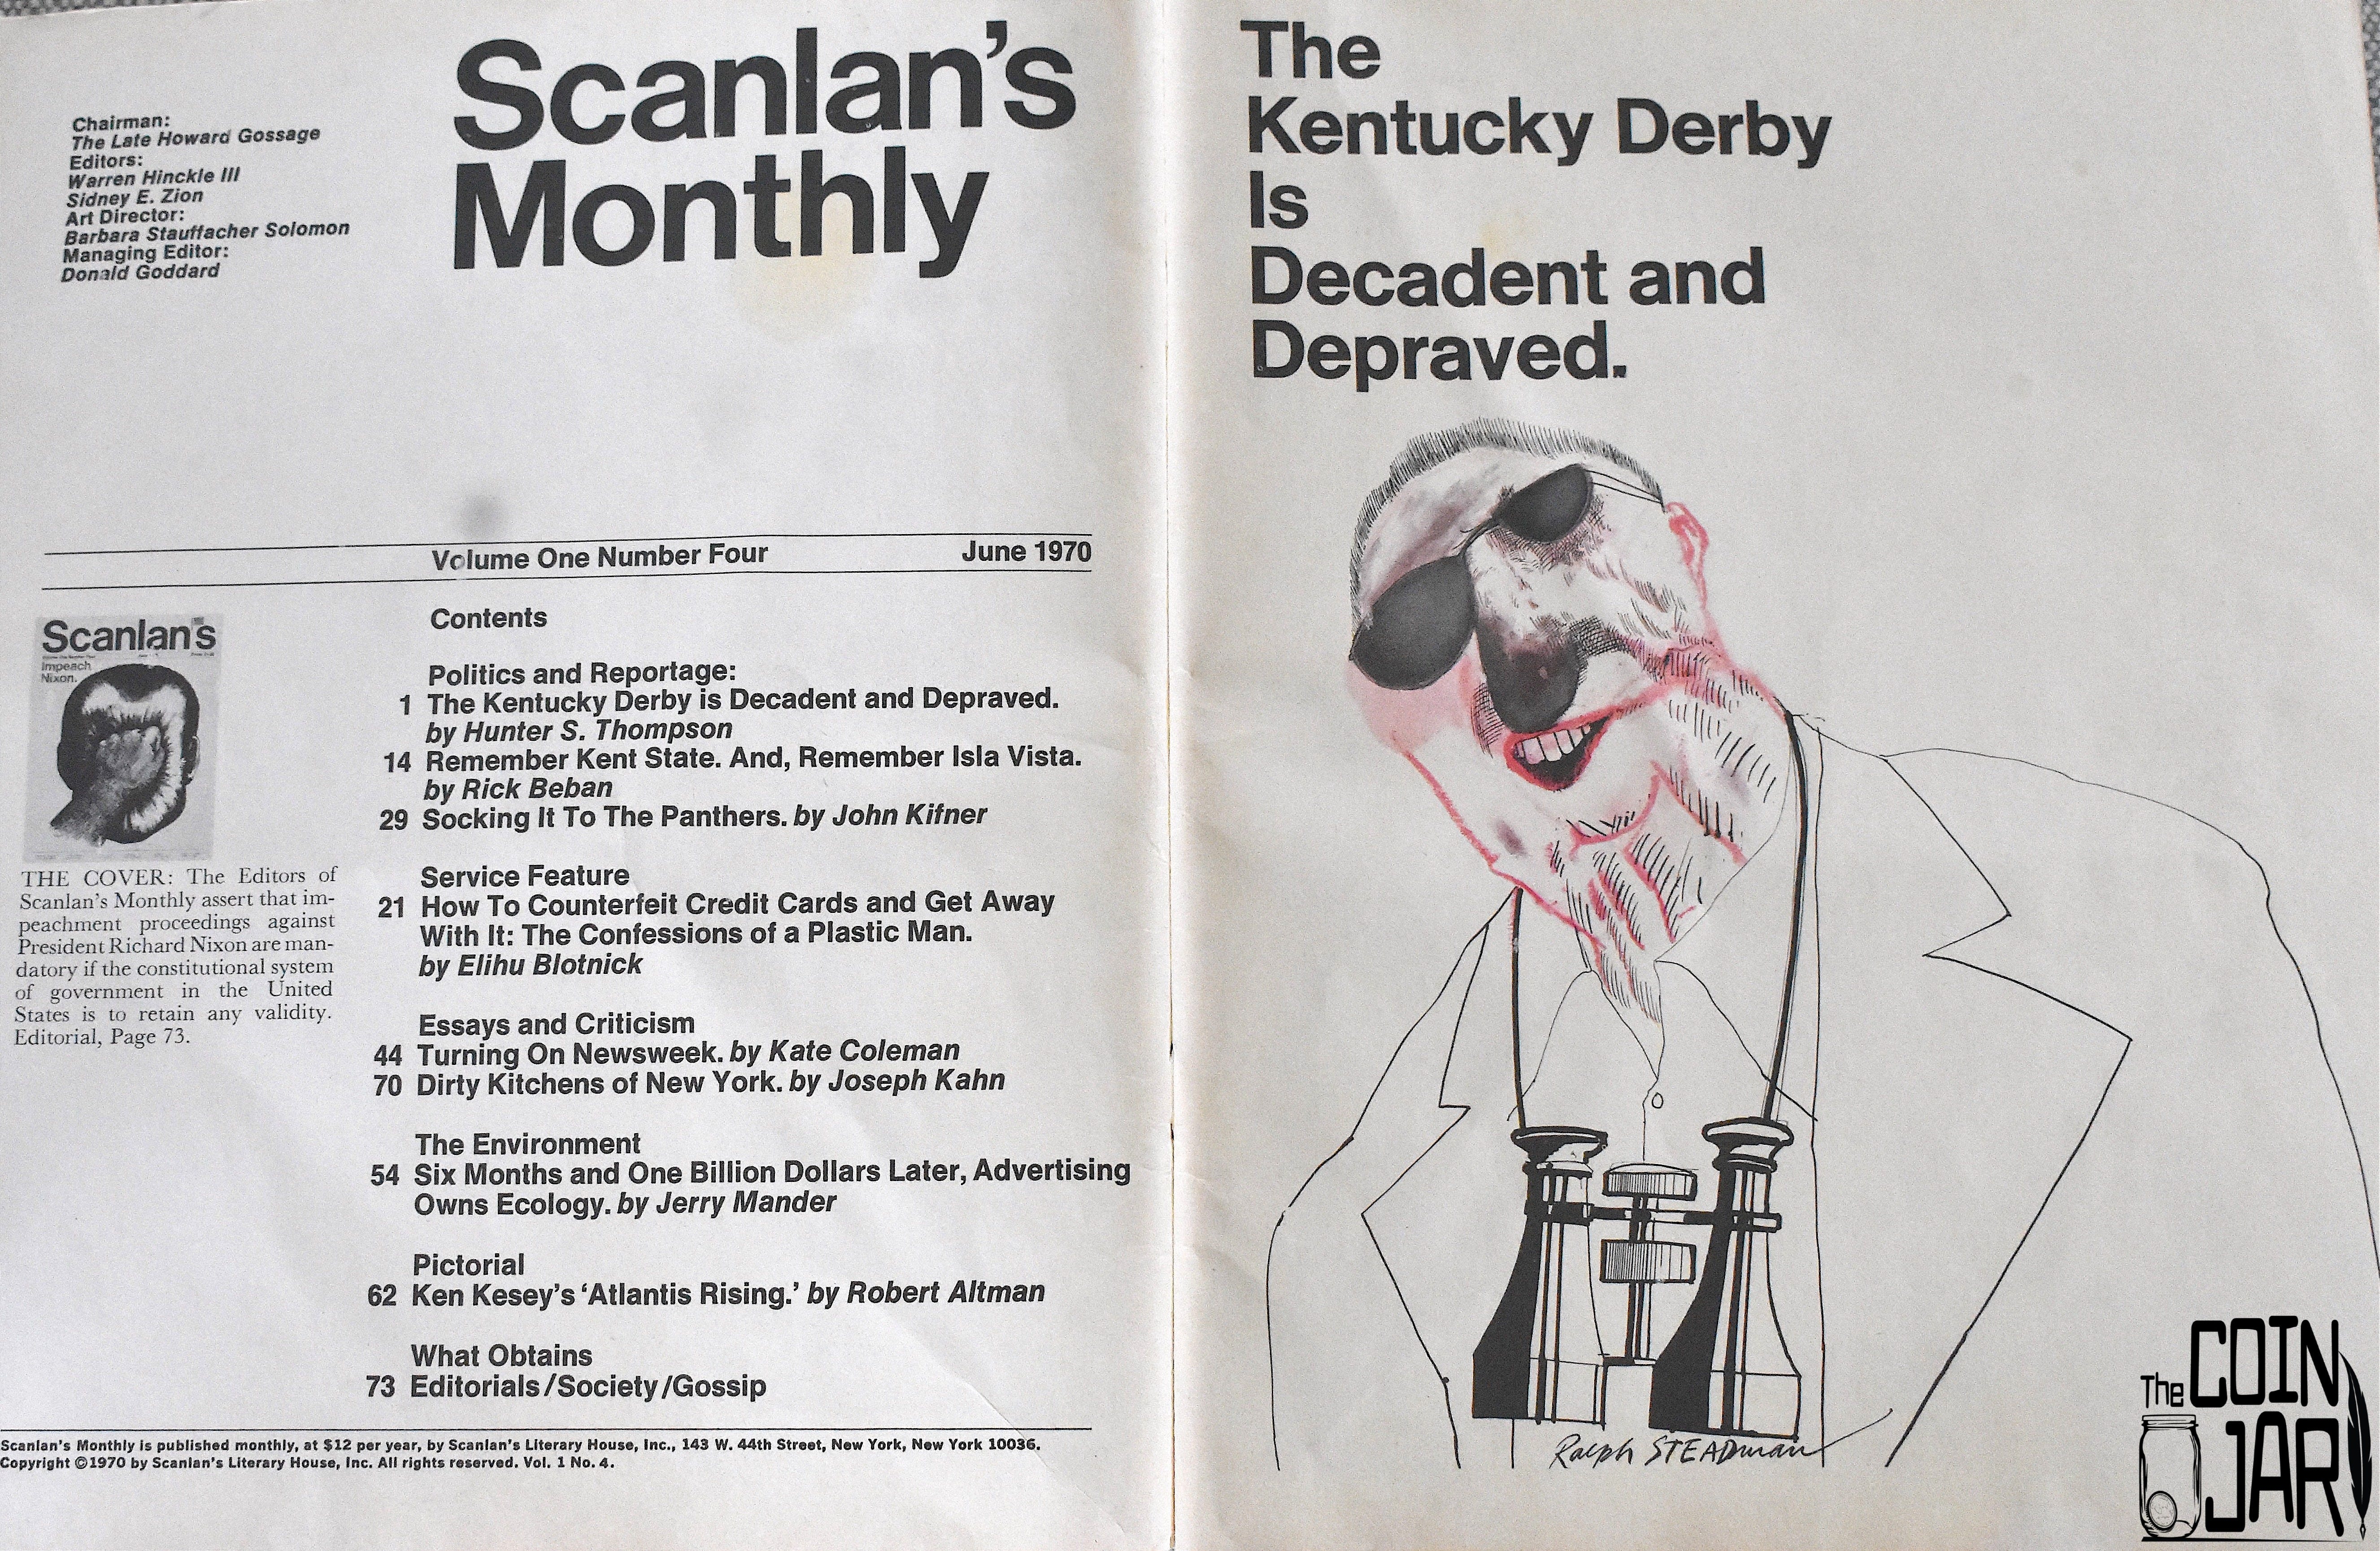 Chairman:
The Late Howard Gossage
Editors:
Warren Hinckle III
Sidney E. Zion
Art Director:
Barbara Stauffacher Solomon
Managing Editor:
Donald Goddard
Scanlan's
Monthly
Volume One Number Four June 1970
Scanlan's
Impeach
Nixon.
THE COVER: The Editors of
Scanlan's Monthly assert that im-
peachment proceedings against
President Richard Nixon are man-
datory if the constitutional system
of government in the United
States is to retain any validity.
Editorial, Page 73.
Contents
Politics and Reportage:
1 The Kentucky Derby is Decadent and Depraved.
by Hunter S. Thompson
14 Remember Kent State. And, Remember Isla Vista.
by Rick Beban
29 Socking It To The Panthers. by John Kifner
Service Feature
21 How To Counterfeit Credit Cards and Get Away
With It: The Confessions of a Plastic Man.
by Elihu Blotnick
Essays and Criticism
44 Turning On Newsweek. by Kate Coleman
70 Dirty Kitchens of New York. by Joseph Kahn
The Environment
54 Six Months and One Billion Dollars Later, Advertising
Owns Ecology. by Jerry Mander
Pictorial
62 Ken Kesey's 'Atlantis Rising.' by Robert Altman
What Obtains
73 Editorials/Society/Gossip
Scanlan's Monthly is published monthly, at $12 per year, by Scanlan's Literary House, Inc., 143 W. 44th Street, New York, New York 10036.
Copyright ©1970 by Scanlan's Literary House, Inc. All rights reserved. Vol. 1 No. 4.
The
Kentucky Derby
Is
Decadent and
Depraved.
Ralph STEADman
The COIN
JAR